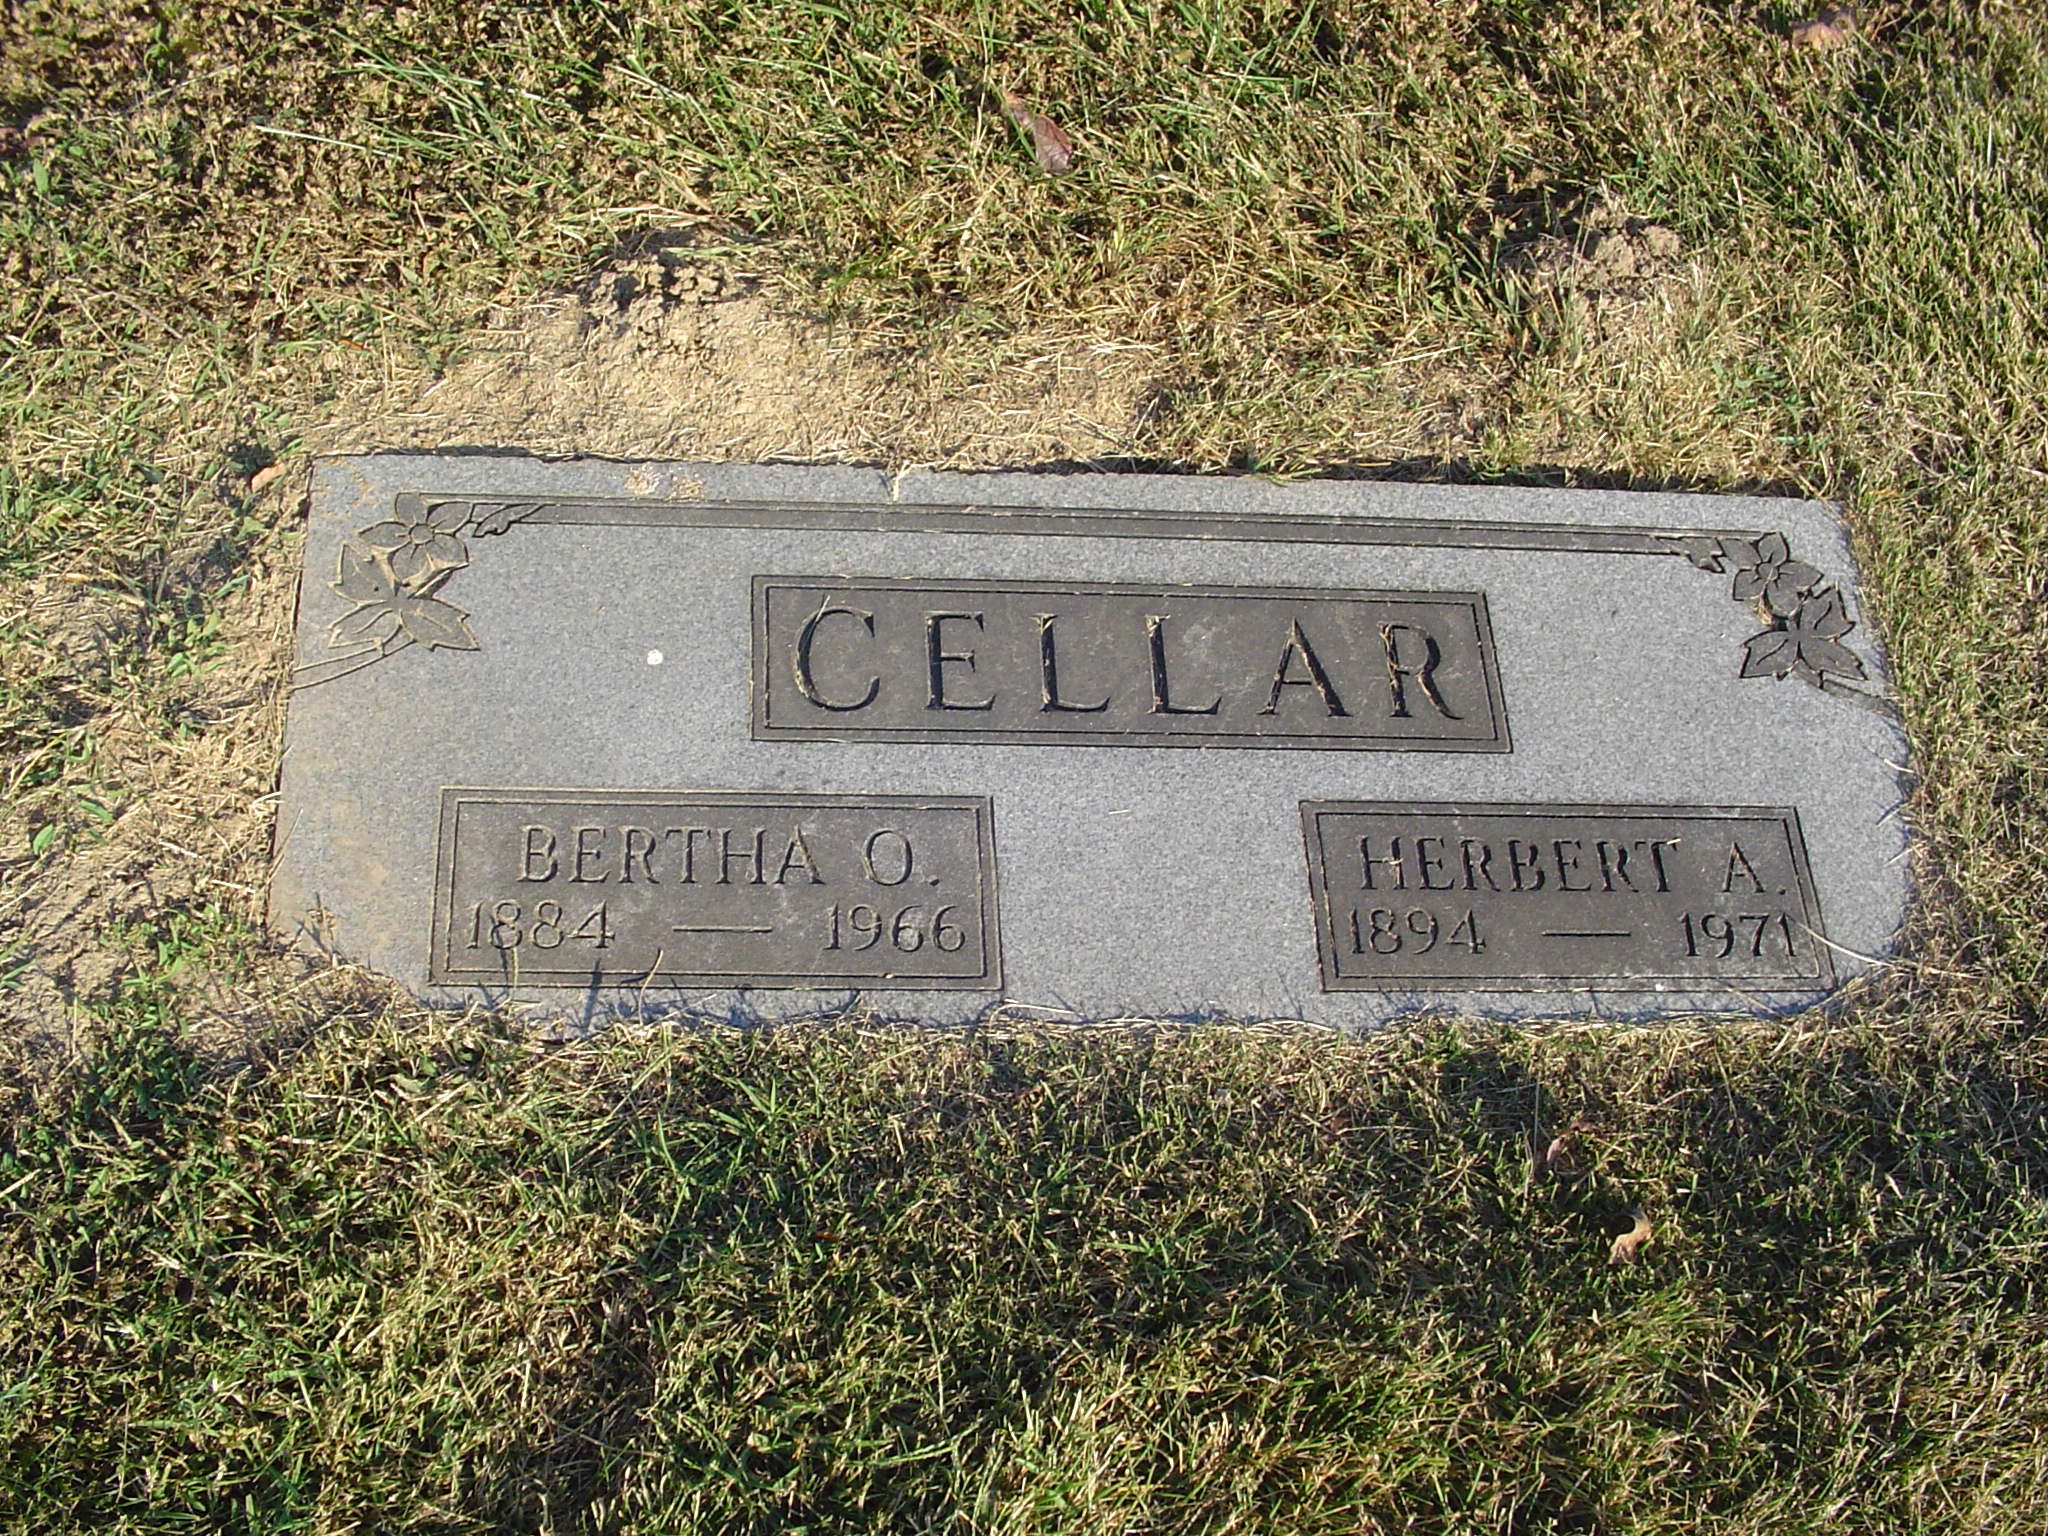 CELLAR
BERTHA O.
1884 — 1966
HERBERT A.
1894 — 1971